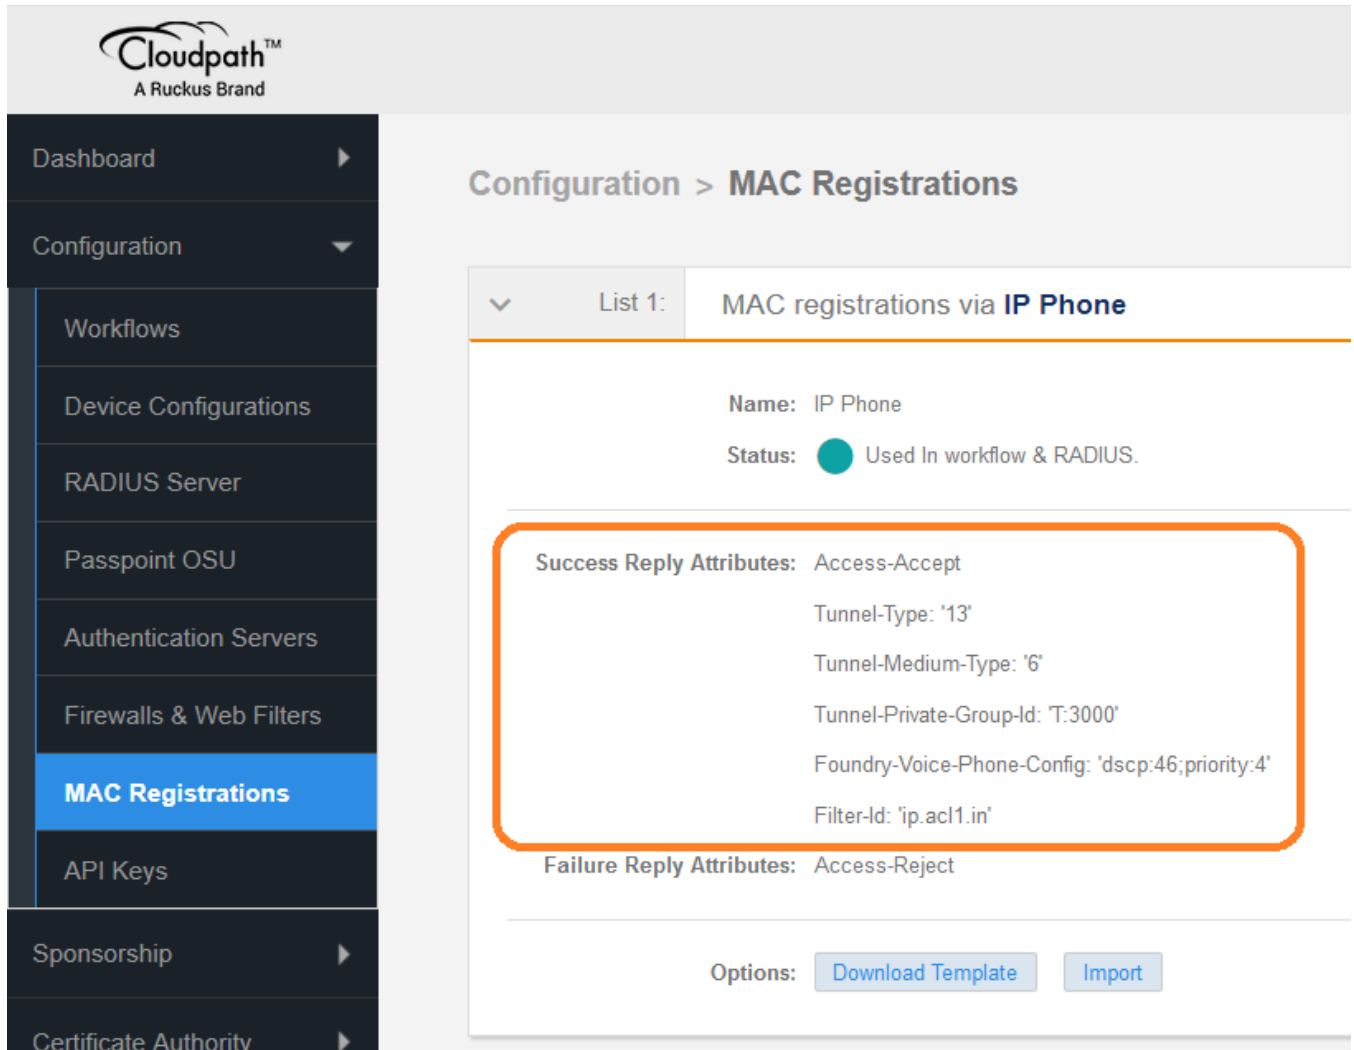 Cloudpath™
A Ruckus Brand
Dashboard
Configuration
Workflows
Device Configurations
RADIUS Server
Passpoint OSU
Authentication Servers
Firewalls & Web Filters
MAC Registrations
API Keys
Sponsorship
Certificate Authority
Configuration > MAC Registrations
List 1: MAC registrations via IP Phone
Name: IP Phone
Status: Used In workflow & RADIUS.
Success Reply Attributes: Access-Accept
Tunnel-Type: '13'
Tunnel-Medium-Type: '6'
Tunnel-Private-Group-Id: 'T:3000'
Foundry-Voice-Phone-Config: 'dscp:46;priority:4'
Filter-Id: 'ip.acl1.in'
Failure Reply Attributes: Access-Reject
Options: Download Template Import